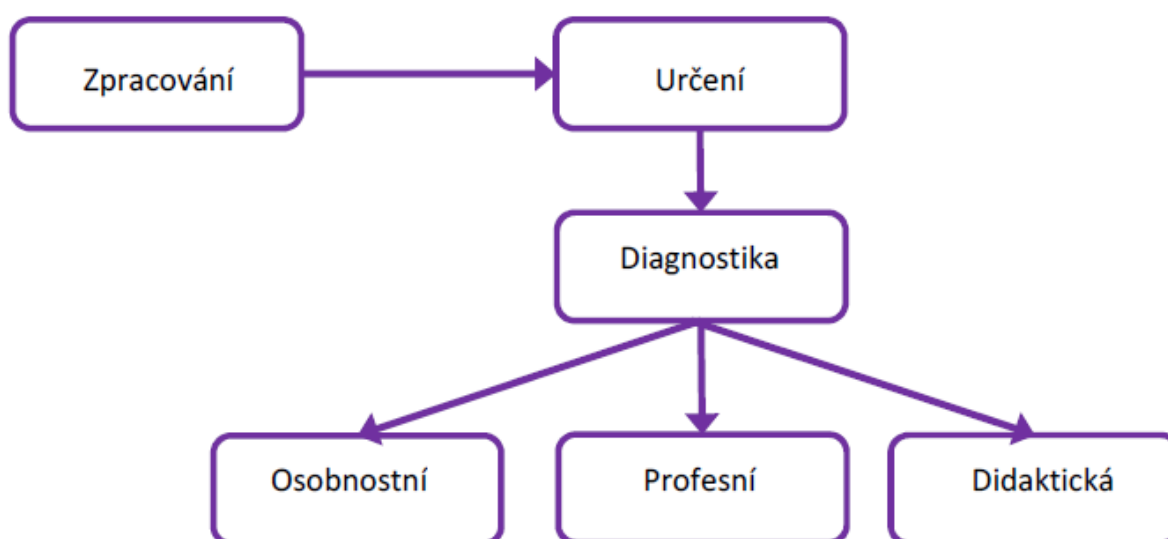 Zpracování
Určení
Diagnostika
Osobnostní
Profesní
Didaktická